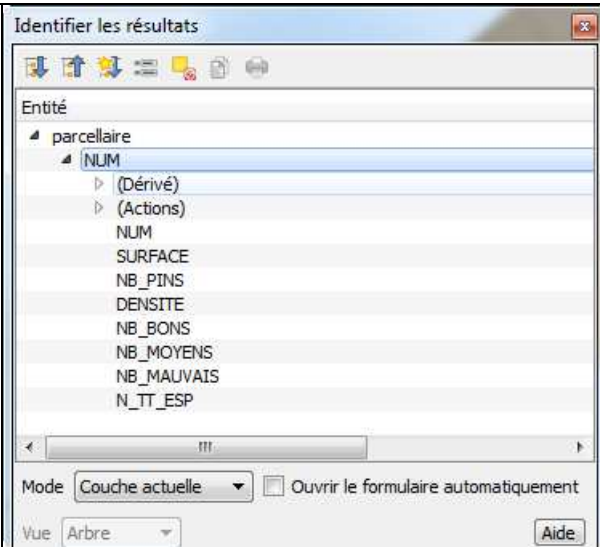 Identifier les résultats
Entité
parcellaire
NUM
(Dérivé)
(Actions)
NUM
SURFACE
NB_PINS
DENSITE
NB_BONS
NB_MOYENS
NB_MAUVAIS
N_TT_ESP
Mode Couche actuelle Ouvrir le formulaire automatiquement
Vue Arbre Aide